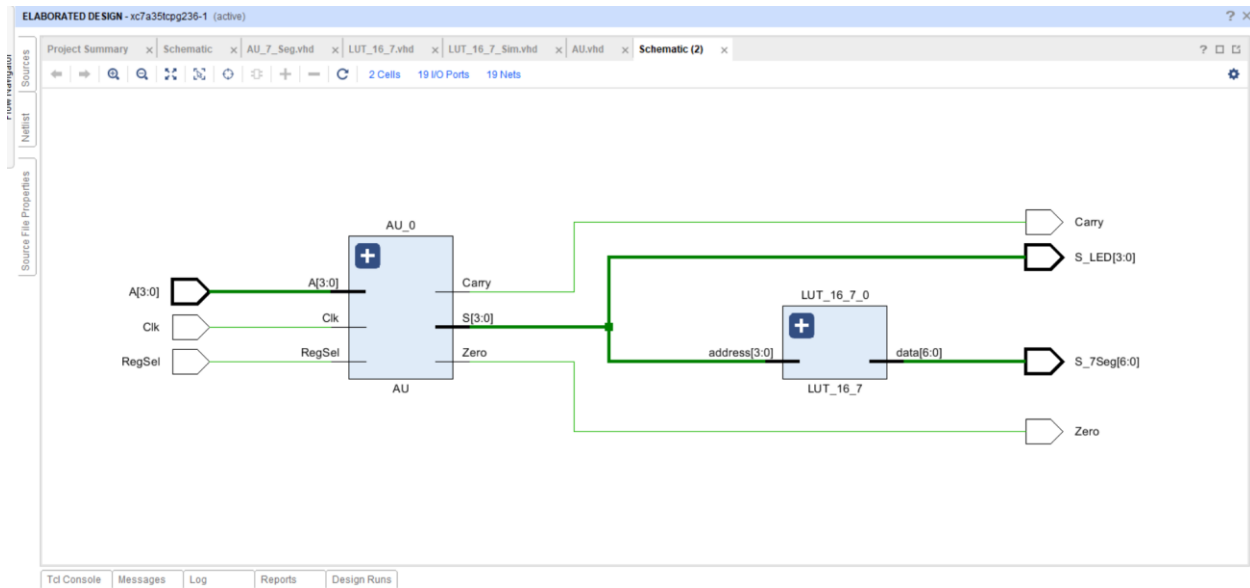 ELABORATED DESIGN - xc7a35tcpg236-1 (active)
Project Summary
Schematic
AU_7_Seg.vhd
LUT_16_7.vhd
LUT_16_7_Sim.vhd
AU.vhd
Schematic (2)
2 Cells 19 I/O Ports 19 Nets
Flow Navigator
Sources
Netlist
Source File Properties
AU_0
A[3:0]
A[3:0]
Clk
Clk
RegSel
RegSel
Carry
S[3:0]
Zero
AU
LUT_16_7_0
address[3:0]
data[6:0]
LUT_16_7
Carry
S_LED[3:0]
S_7Seg[6:0]
Zero
Tcl Console
Messages
Log
Reports
Design Runs